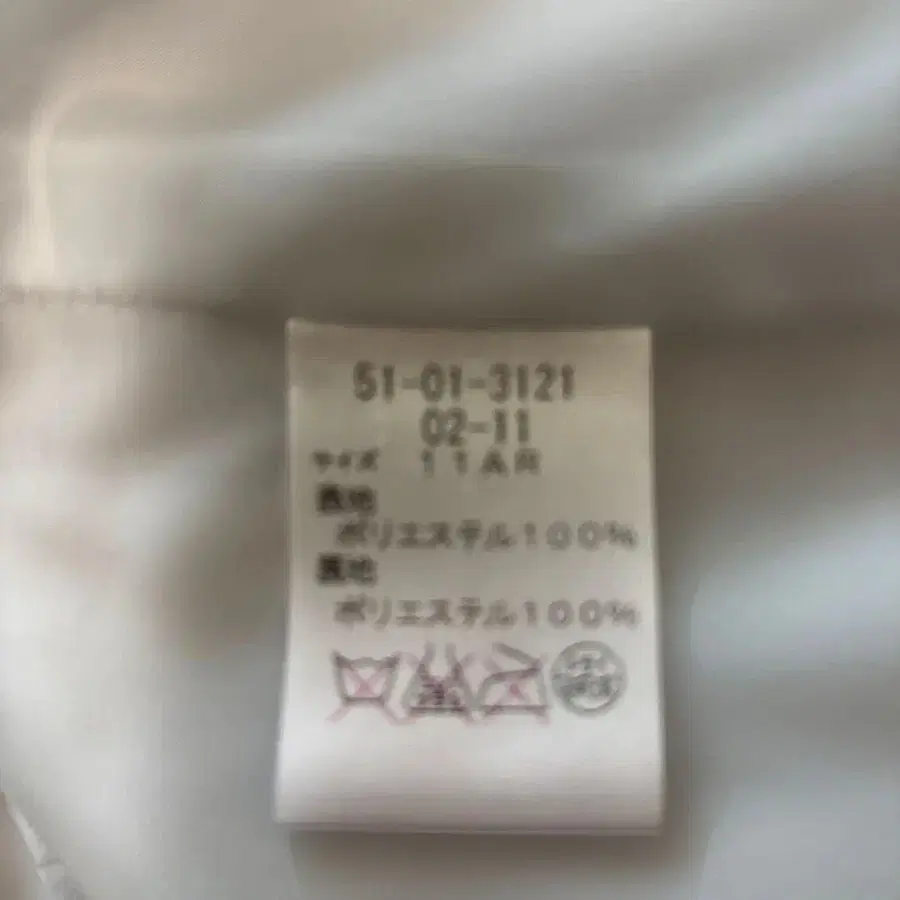 51-01-3121
02-11
サイズ 11AR
表地
ポリエステル100%
裏地
ポリエステル100%